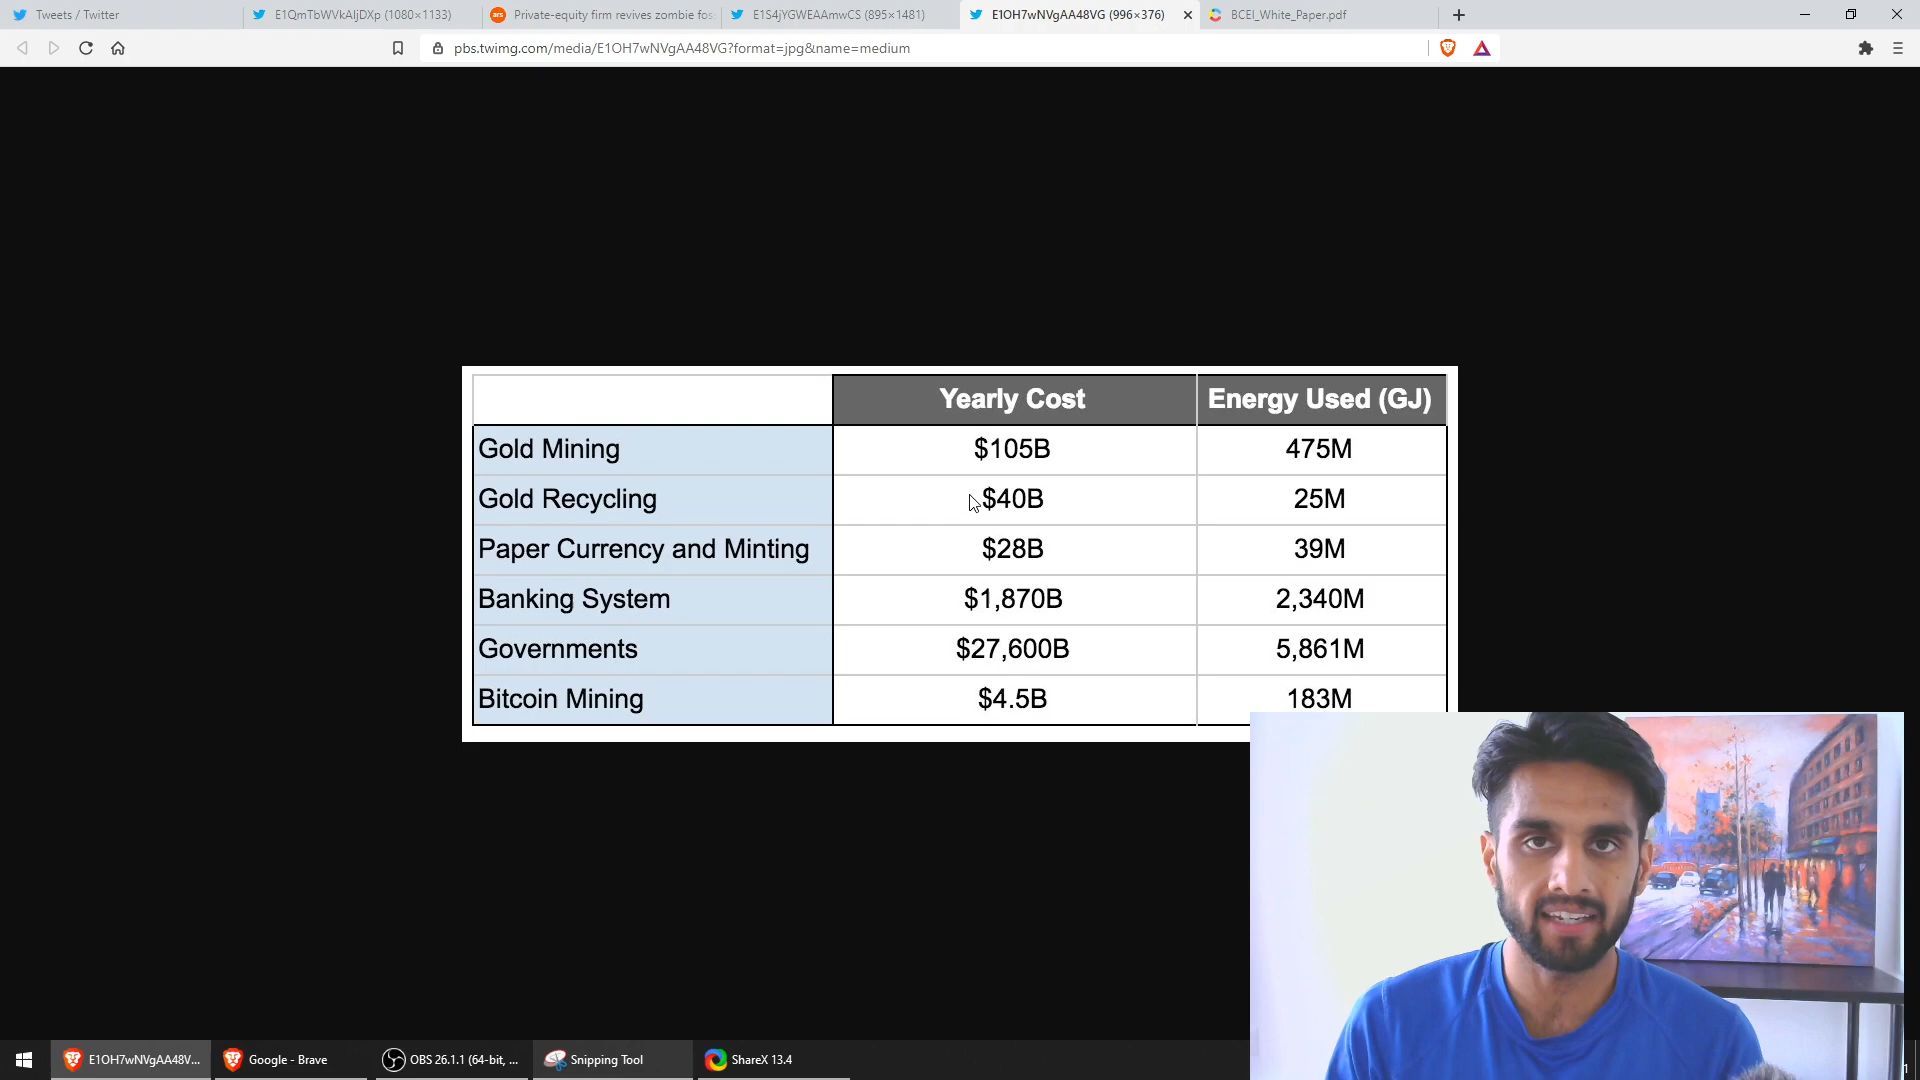 Tweets / Twitter
E1QmTbWVkAIjDXp (1080×1133)
ars
Private-equity firm revives zombie fos
E1S4jYGWEAAmwCS (895×1481)
E1OH7wNVgAA48VG (996×376)
BCEI_White_Paper.pdf
pbs.twimg.com/media/E1OH7wNVgAA48VG?format=jpg&name=medium
Yearly Cost Energy Used (GJ)
Gold Mining $105B 475M
Gold Recycling $40B 25M
Paper Currency and Minting $28B 39M
Banking System $1,870B 2,340M
Governments $27,600B 5,861M
Bitcoin Mining $4.5B 183M
E1OH7wNVgAA48V...
Google - Brave
OBS 26.1.1 (64-bit, ...
Snipping Tool
ShareX 13.4